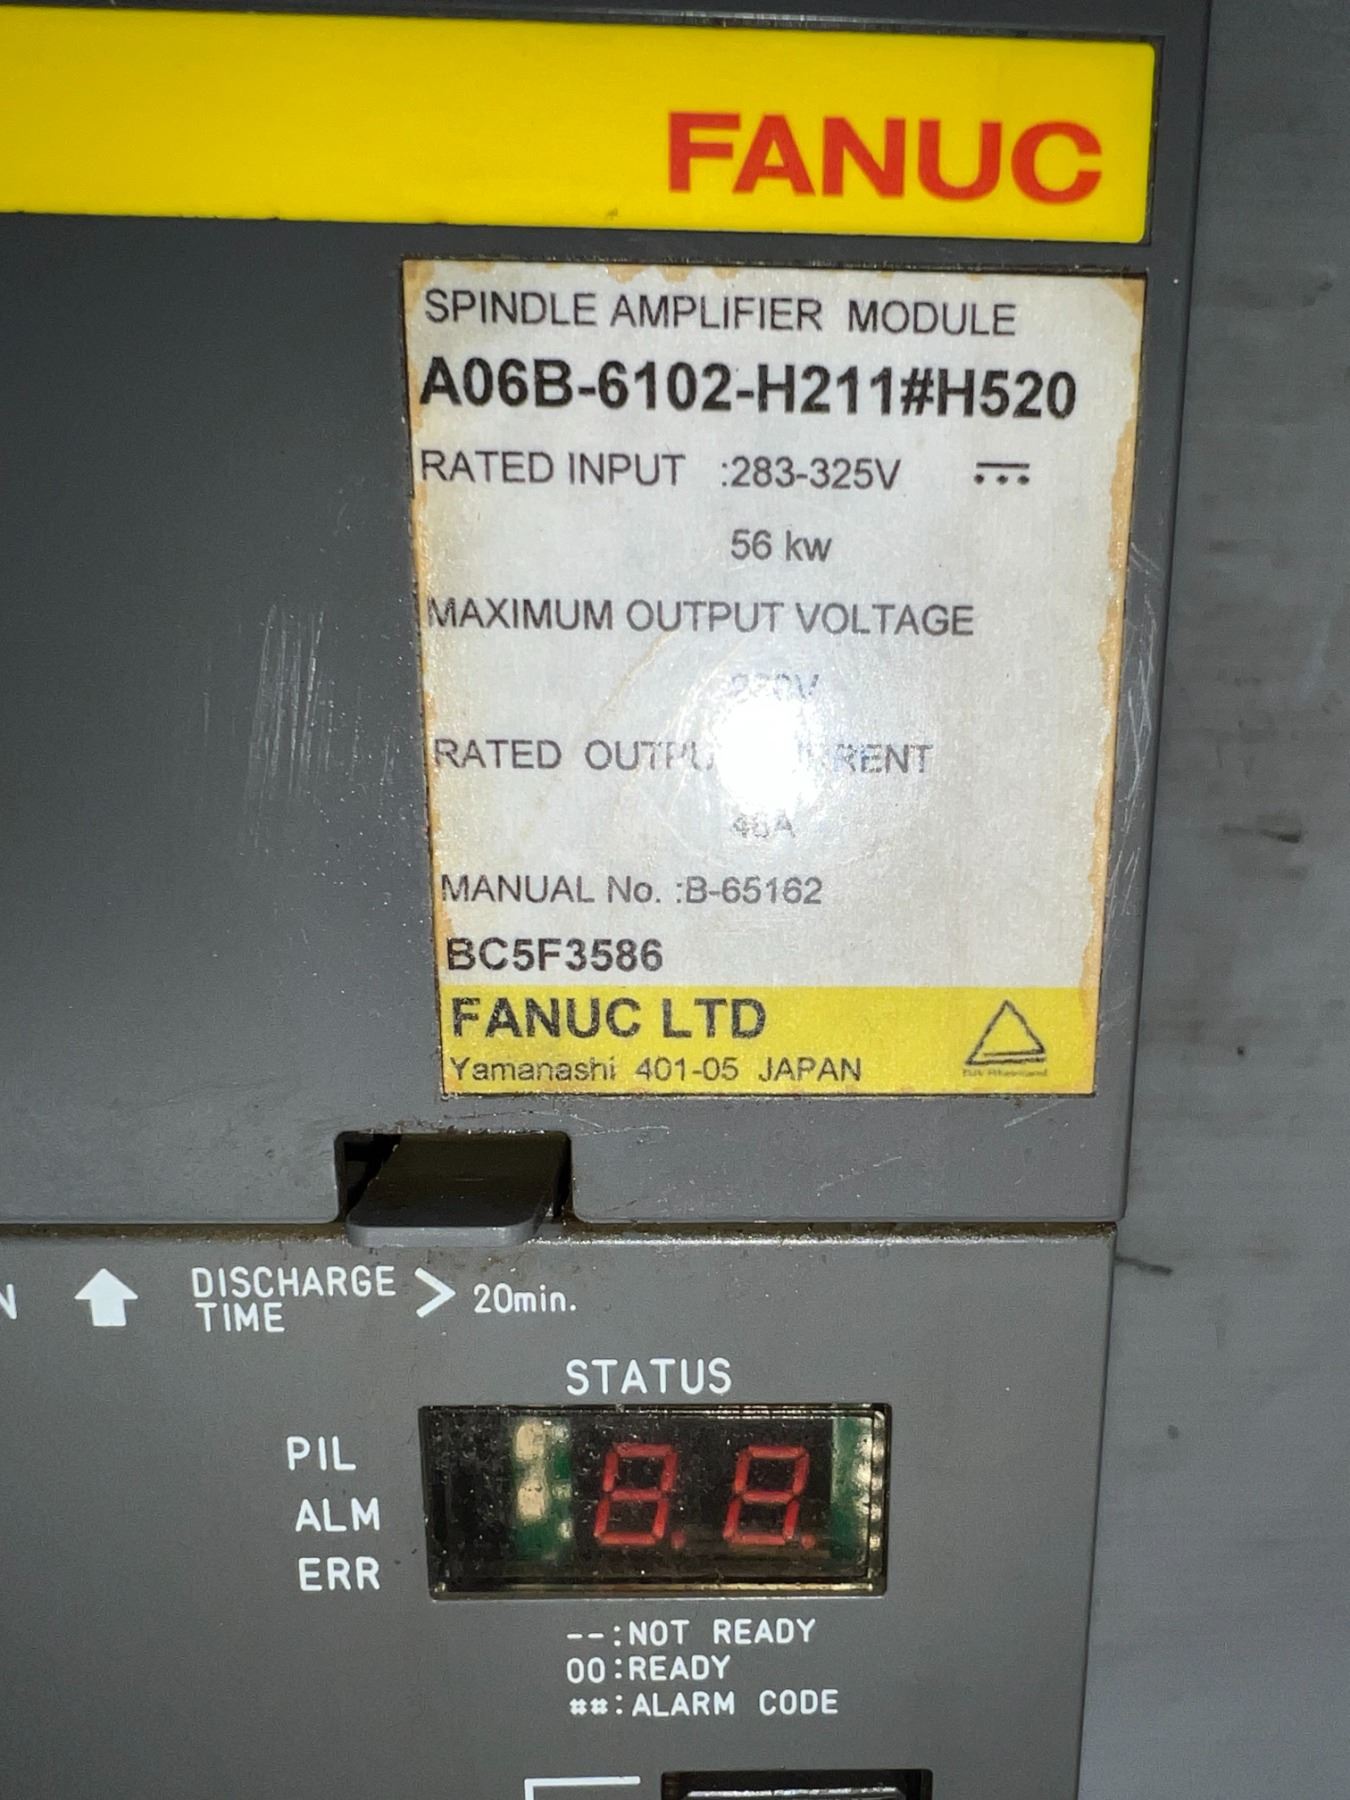 FANUC
SPINDLE AMPLIFIER MODULE
A06B-6102-H211#H520
RATED INPUT :283-325V
56 kw
MAXIMUM OUTPUT VOLTAGE
RATED
MANUAL No. :B-65162
BC5F3586
FANUC LTD
Yamanashi 401-05 JAPAN
DISCHARGE
TIME > 20min.
STATUS
PIL
ALM
ERR
--:NOT READY
00:READY
##:ALARM CODE